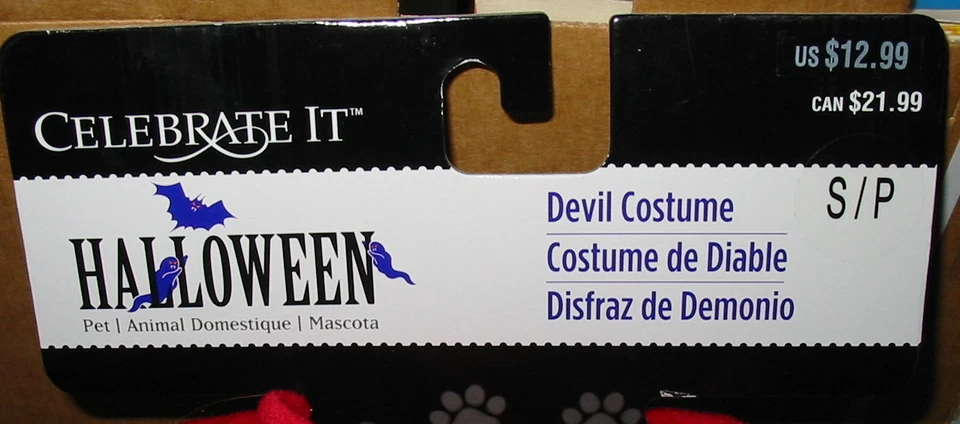 US $12.99
CAN $21.99
CELEBRATE IT™
S/P
HALLOWEEN
Pet | Animal Domestique | Mascota
Devil Costume
Costume de Diable
Disfraz de Demonio